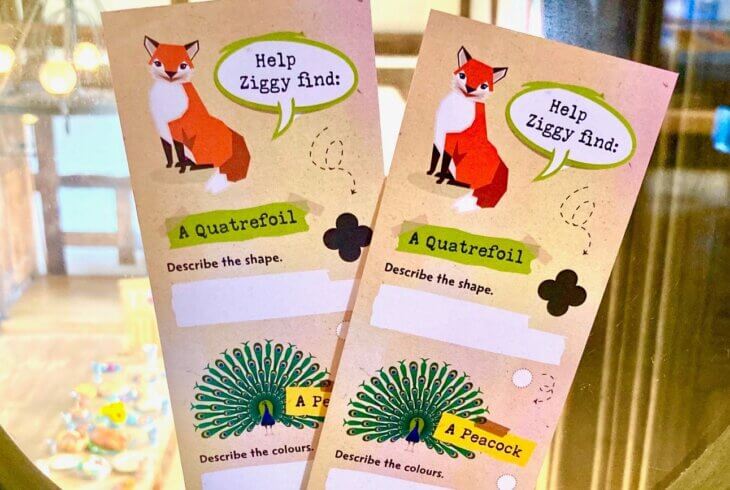 Help
Ziggy find:
A Quatrefoil
Describe the shape.
A Pe
Describe the colours.
Help
Ziggy find:
A Quatrefoil
Describe the shape.
A Peacock
Describe the colours.